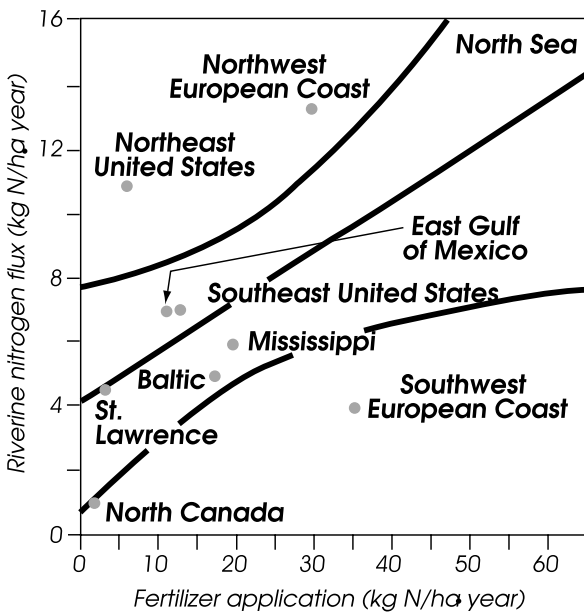 16
12
8
4
0
Riverine nitrogen flux (kg N/ha year)
North Sea
Northwest
European Coast
Northeast
United States
East Gulf
of Mexico
Southeast United States
Mississippi
Baltic
Southwest
European Coast
St.
Lawrence
North Canada
0 10 20 30 40 50 60
Fertilizer application (kg N/ha year)